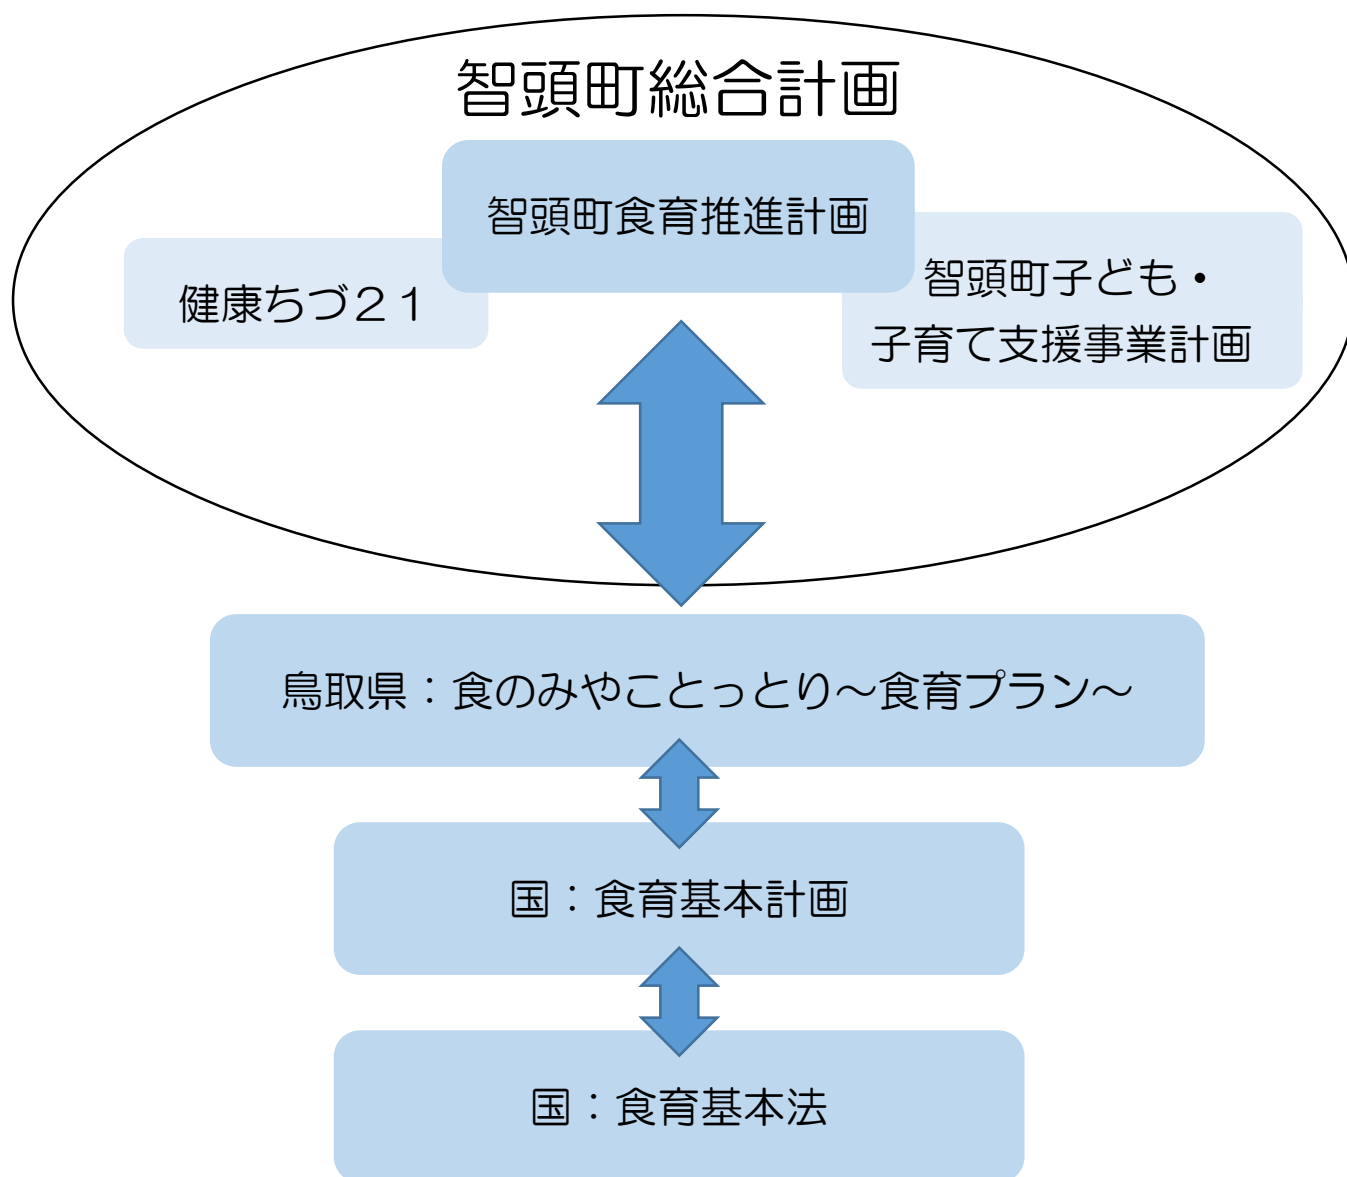 智頭町総合計画
智頭町食育推進計画
健康ちづ２１
智頭町子ども・
子育て支援事業計画
鳥取県：食のみやことっとり～食育プラン～
国：食育基本計画
国：食育基本法